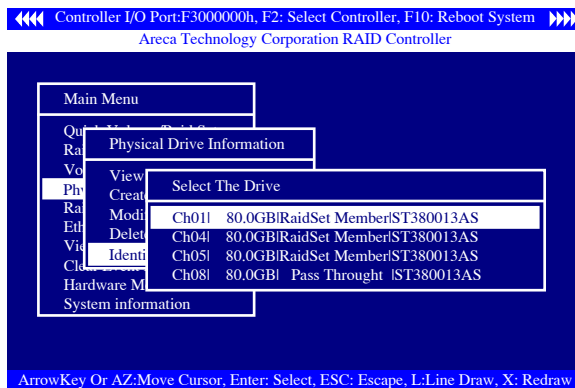 Controller I/O Port:F3000000h, F2: Select Controller, F10: Reboot System
Areca Technology Corporation RAID Controller
Main Menu
Physical Drive Information
View
Select The Drive
Ch01| 80.0GB|RaidSet Member|ST380013AS
Ch04| 80.0GB|RaidSet Member|ST380013AS
Ch05| 80.0GB|RaidSet Member|ST380013AS
Ch08| 80.0GB| Pass Throught |ST380013AS
Hardware M
System information
ArrowKey Or AZ:Move Cursor, Enter: Select, ESC: Escape, L:Line Draw, X: Redraw